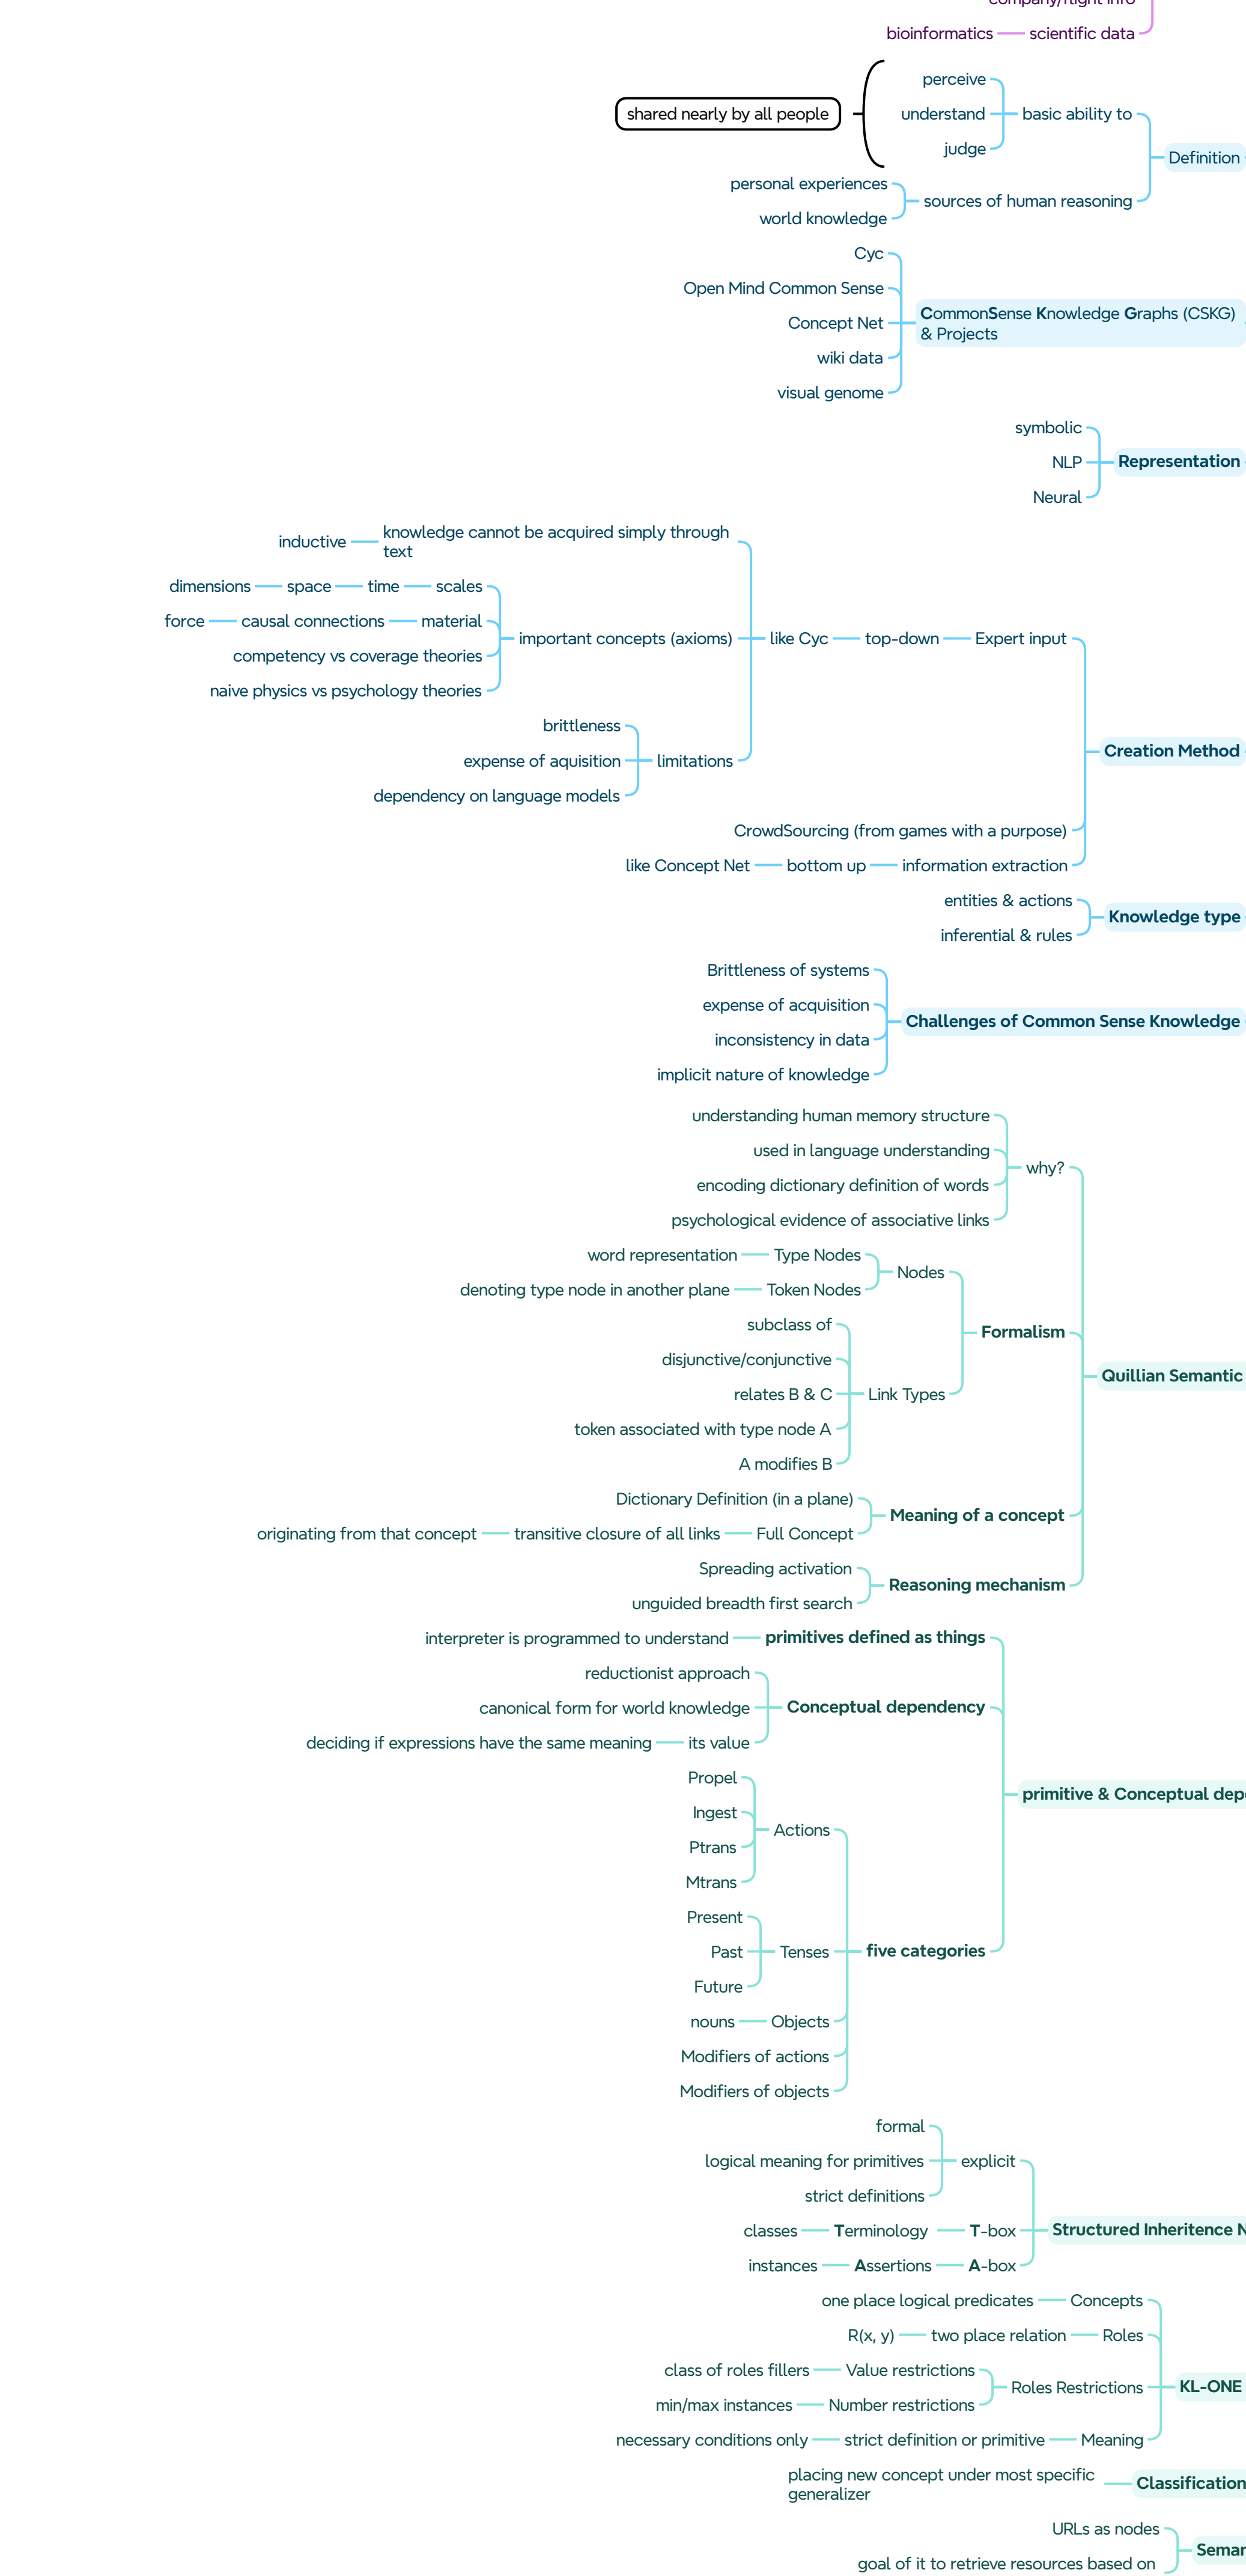 company/flight info
bioinformatics
scientific data
perceive
shared nearly by all people
understand
basic ability to
judge
Definition
personal experiences
sources of human reasoning
world knowledge
Cyc
Open Mind Common Sense
Concept Net
CommonSense Knowledge Graphs (CSKG)
& Projects
wiki data
visual genome
symbolic
NLP
Representation
Neural
inductive
knowledge cannot be acquired simply through
text
dimensions
space
time
scales
force
causal connections
material
important concepts (axioms)
like Cyc
top-down
Expert input
competency vs coverage theories
naive physics vs psychology theories
brittleness
expense of aquisition
limitations
dependency on language models
Creation Method
CrowdSourcing (from games with a purpose)
like Concept Net
bottom up
information extraction
entities & actions
Knowledge type
inferential & rules
Brittleness of systems
expense of acquisition
Challenges of Common Sense Knowledge
inconsistency in data
implicit nature of knowledge
understanding human memory structure
used in language understanding
why?
encoding dictionary definition of words
psychological evidence of associative links
word representation
Type Nodes
Nodes
denoting type node in another plane
Token Nodes
Formalism
subclass of
disjunctive/conjunctive
relates B & C
Link Types
token associated with type node A
A modifies B
Quillian Semantic
Dictionary Definition (in a plane)
Meaning of a concept
originating from that concept
transitive closure of all links
Full Concept
Spreading activation
Reasoning mechanism
unguided breadth first search
interpreter is programmed to understand
primitives defined as things
reductionist approach
canonical form for world knowledge
Conceptual dependency
deciding if expressions have the same meaning
its value
primitive & Conceptual dep
Propel
Ingest
Actions
Ptrans
Mtrans
Present
Past
Tenses
five categories
Future
nouns
Objects
Modifiers of actions
Modifiers of objects
formal
logical meaning for primitives
explicit
strict definitions
classes
Terminology
T-box
Structured Inheritence N
instances
Assertions
A-box
one place logical predicates
Concepts
R(x, y)
two place relation
Roles
class of roles fillers
Value restrictions
Roles Restrictions
KL-ONE
min/max instances
Number restrictions
necessary conditions only
strict definition or primitive
Meaning
placing new concept under most specific
generalizer
Classification
URLs as nodes
Seman
goal of it to retrieve resources based on